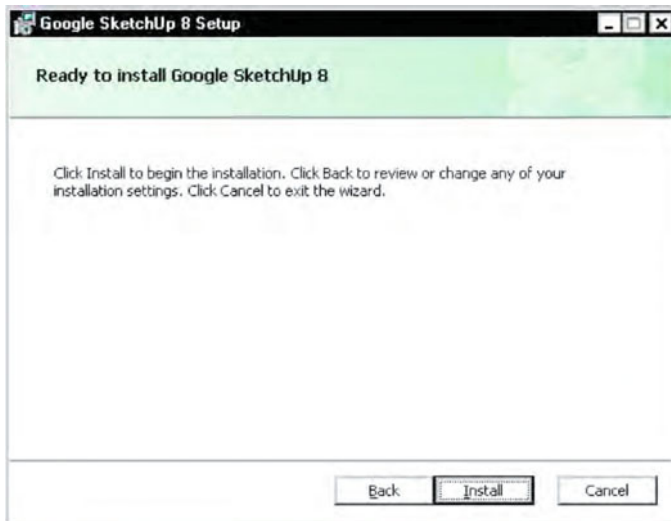 Google SketchUp 8 Setup
Ready to install Google SketchUp 8
Click Install to begin the installation. Click Back to review or change any of your
installation settings. Click Cancel to exit the wizard.
Back Install Cancel